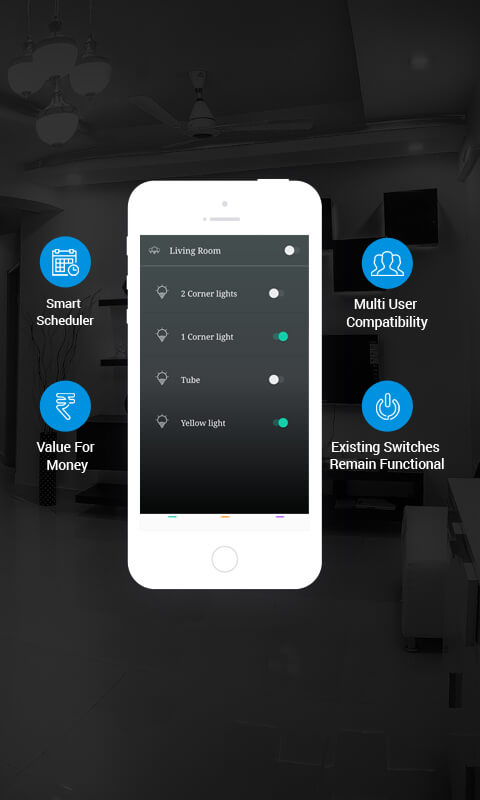 Living Room
2 Corner lights
1 Corner light
Tube
Yellow light
Smart
Scheduler
Value For
Money
Multi User
Compatibility
Existing Switches
Remain Functional